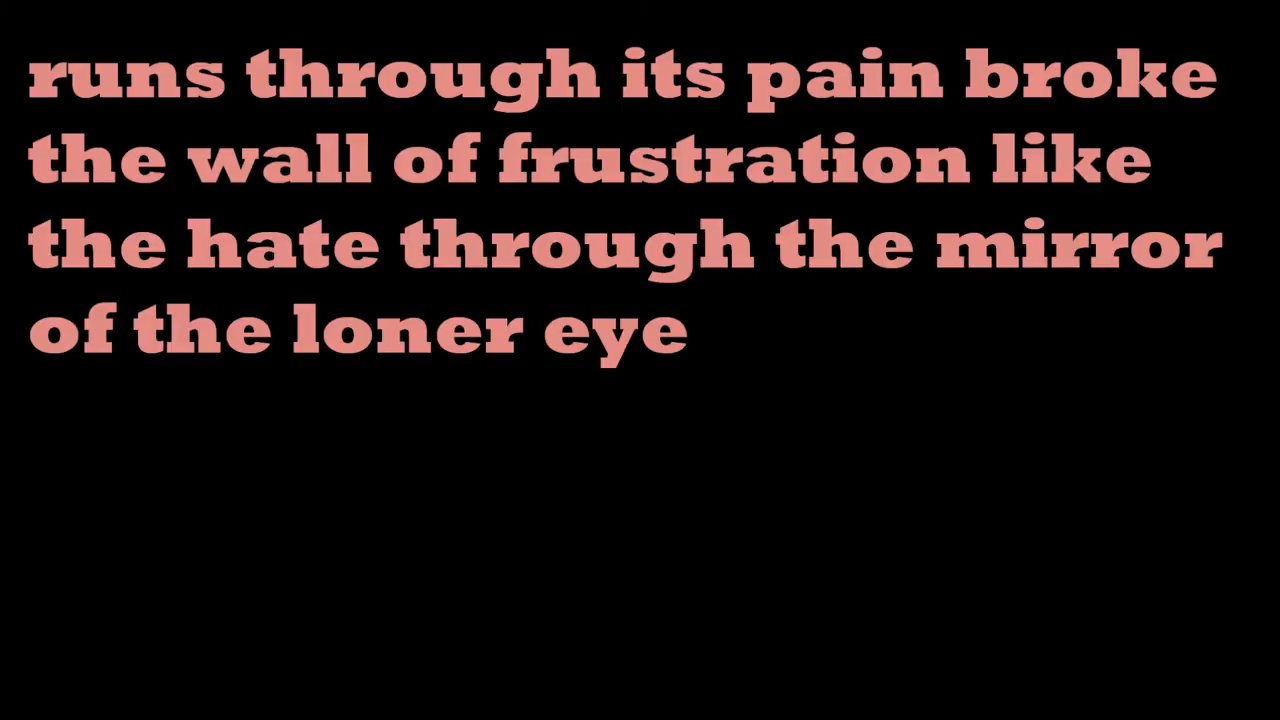 runs through its pain broke
the wall of frustration like
the hate through the mirror
of the loner eye